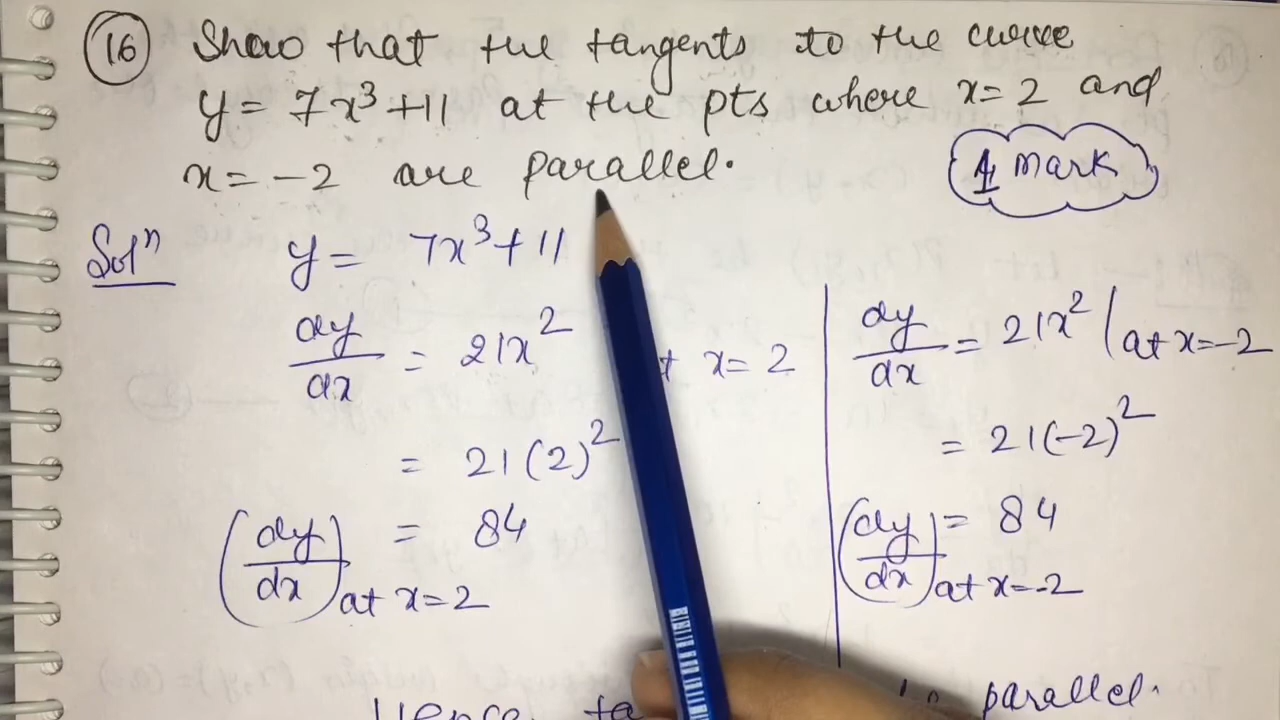 16 Show that the tangents to the curve
y = 7x³ + 11 at the pts where x = 2 and
x = -2 are parallel.
1 mark
Solⁿ y = 7x³ + 11
dy/dx = 21x² x = 2
= 21(2)²
(dy/dx) at x = 2 = 84
dy/dx = 21x² | at x = -2
= 21(-2)²
(dy/dx) at x = -2 = 84
Hence parallel.